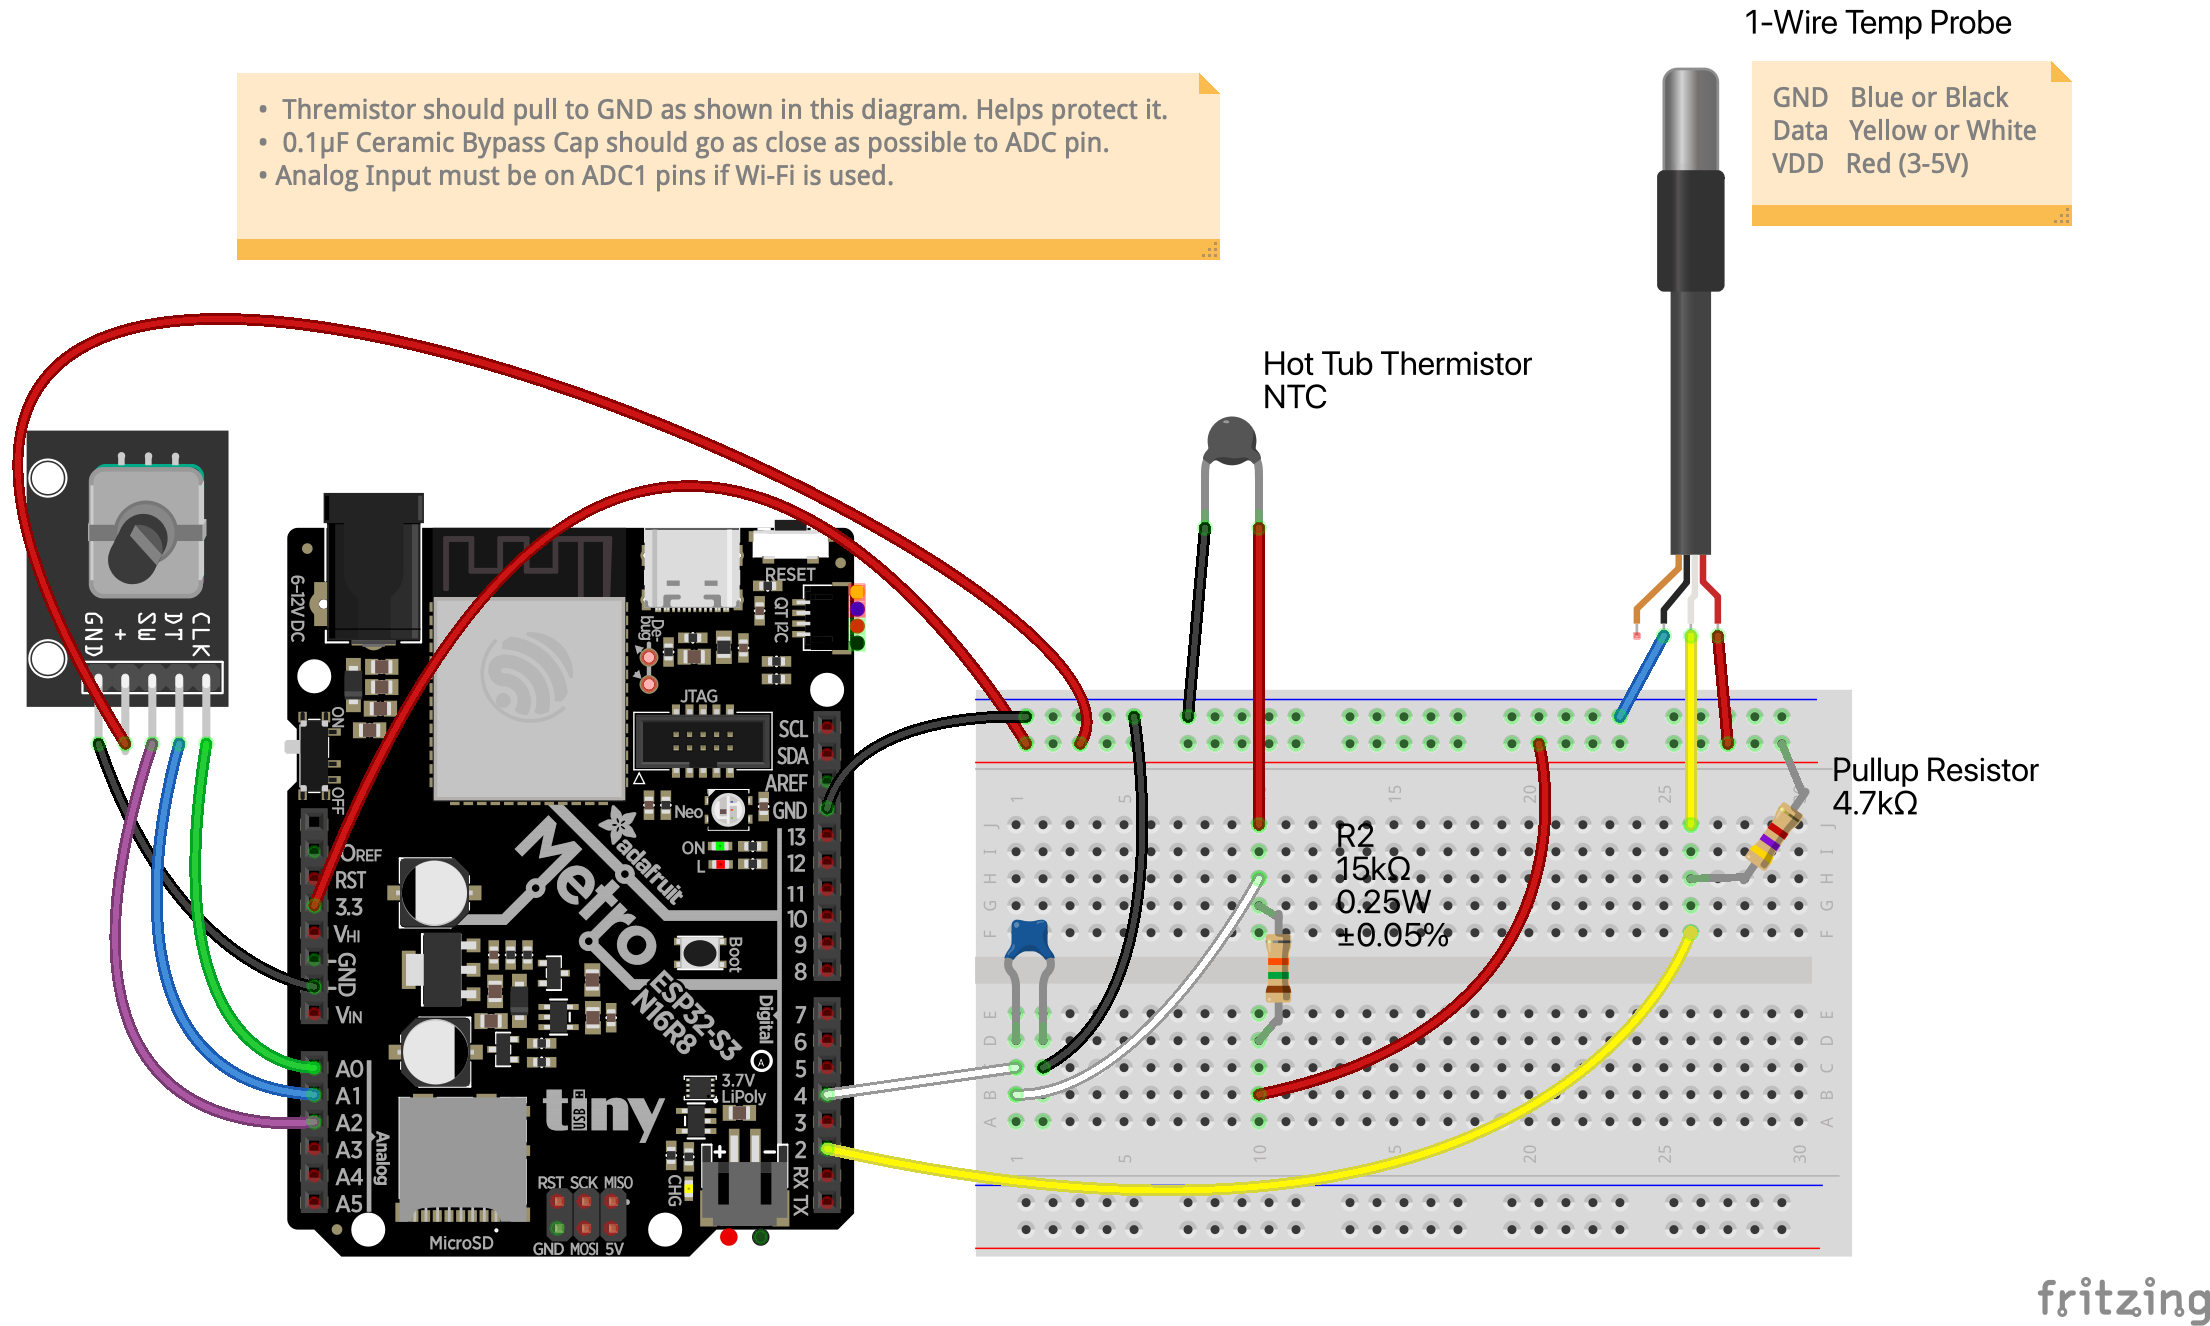 1-Wire Temp Probe
• Thremistor should pull to GND as shown in this diagram. Helps protect it.
• 0.1µF Ceramic Bypass Cap should go as close as possible to ADC pin.
• Analog Input must be on ADC1 pins if Wi-Fi is used.
GND Blue or Black
Data Yellow or White
VDD Red (3-5V)
Hot Tub Thermistor
NTC
GND
+
SW
DT
CLK
6-12V DC
RESET
QT I2C
De-
bug
JTAG
ON
OFF
SCL
SDA
AREF
GND
13
12
11
10
9
8
7
6
5
4
3
2
RX
TX
Digital
Neo
ON
L
OREF
RST
3.3
VHI
GND
VIN
A0
A1
A2
A3
A4
A5
Analog
adafruit
Metro
ESP32-S3
N16R8
Boot
A
3.7V
LiPoly
tiny
USB
+ -
CHG
RST SCK MISO
GND MOSI 5V
MicroSD
Pullup Resistor
4.7kΩ
R2
15kΩ
0.25W
±0.05%
1 5 15 20 25
J J
I I
H H
G G
F F
E E
D D
C C
B B
A A
1 5 10 15 20 25 30
fritzing